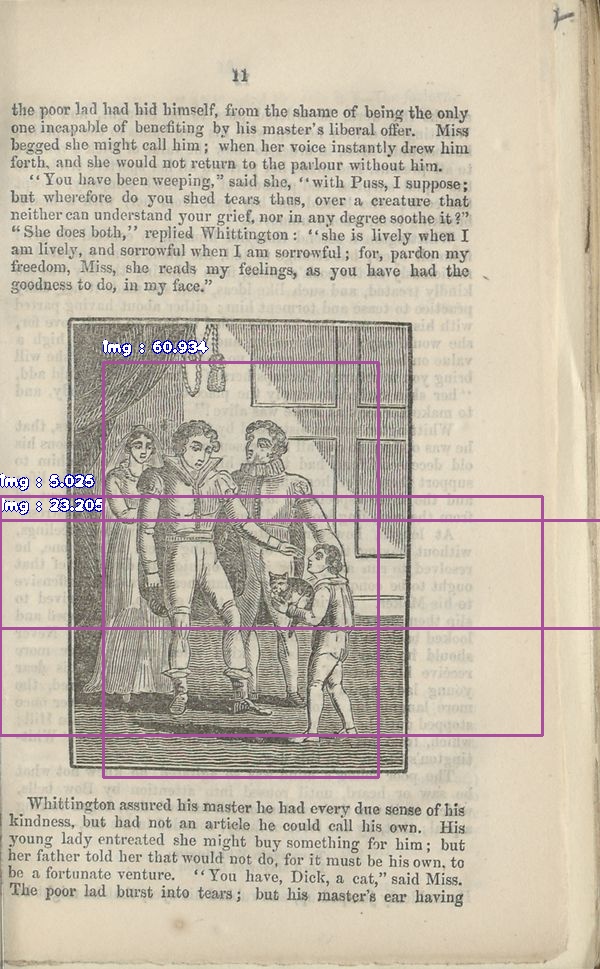 11
the poor lad had hid himself, from the shame of being the only
one incapable of benefiting by his master's liberal offer. Miss
begged she might call him; when her voice instantly drew him
forth, and she would not return to the parlour without him.
“You have been weeping,” said she, “with Puss, I suppose;
but wherefore do you shed tears thus, over a creature that
neither can understand your grief, nor in any degree soothe it?”
“She does both,” replied Whittington: “she is lively when I
am lively, and sorrowful when I am sorrowful; for, pardon my
freedom, Miss, she reads my feelings, as you have had the
goodness to do, in my face.”
Img : 60.934
Img : 5.025
Img : 23.205
Whittington assured his master he had every due sense of his
kindness, but had not an article he could call his own. His
young lady entreated she might buy something for him; but
her father told her that would not do, for it must be his own, to
be a fortunate venture. “You have, Dick, a cat,” said Miss.
The poor lad burst into tears; but his master's ear having